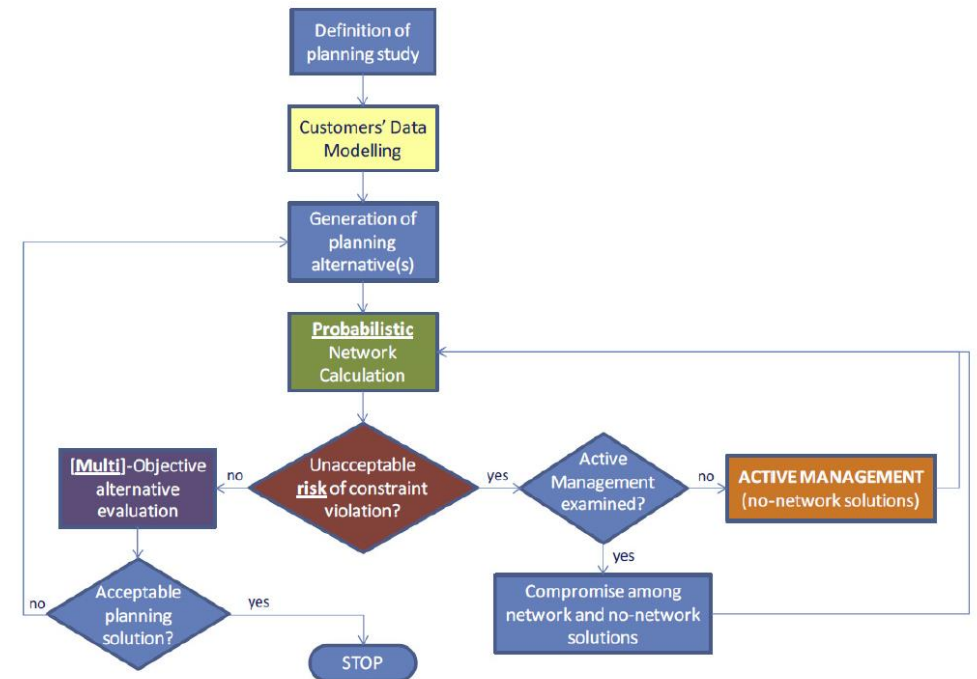 Definition of
planning study
Customers' Data
Modelling
Generation of
planning
alternative(s)
Probabilistic
Network
Calculation
[Multi]-Objective
alternative
evaluation
no
Unacceptable
risk of constraint
violation?
yes
Active
Management
examined?
no
ACTIVE MANAGEMENT
(no-network solutions)
yes
Compromise among
network and no-network
solutions
no
Acceptable
planning
solution?
yes
STOP